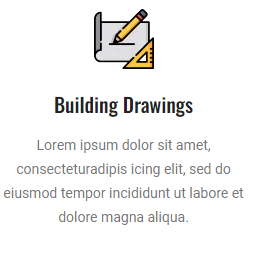 Building Drawings
Lorem ipsum dolor sit amet,
consecteturadipis icing elit, sed do
eiusmod tempor incididunt ut labore et
dolore magna aliqua.